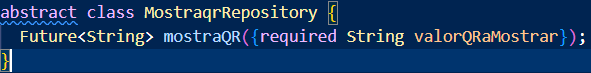 abstract class MostraqrRepository {
  Future<String> mostraQR({required String valorQRaMostrar});
}